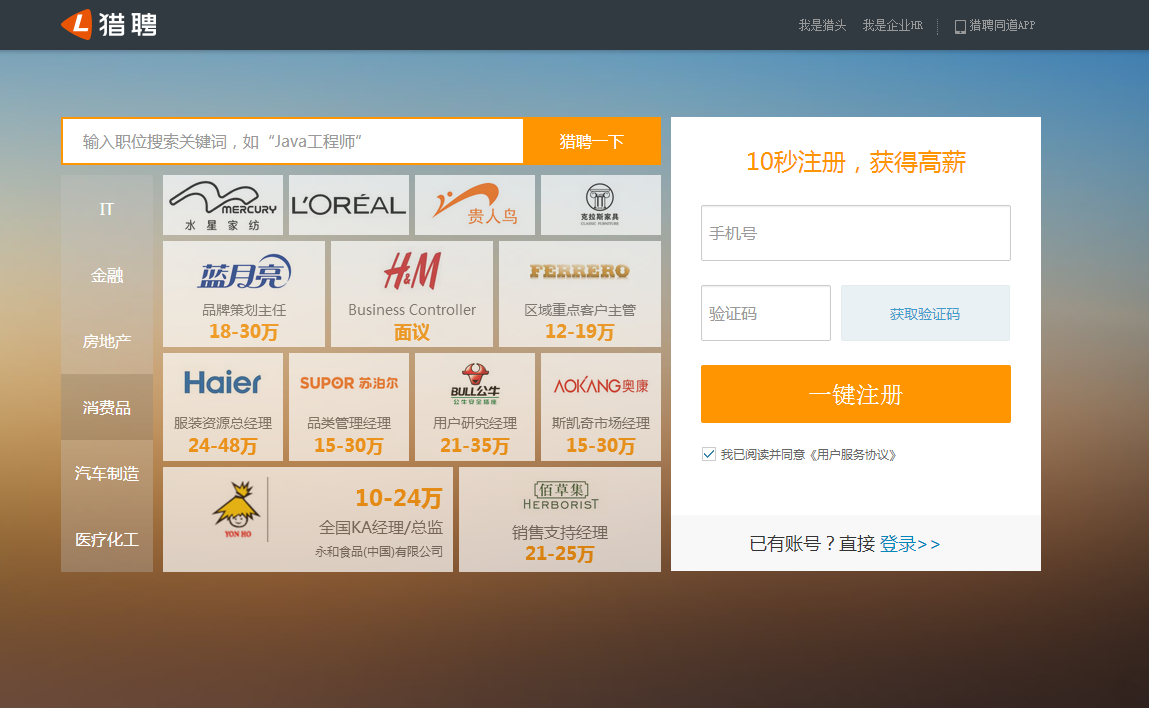 猎聘
我是猎头 我是企业HR 猎聘同道APP
输入职位搜索关键词，如“Java工程师”
猎聘一下
IT
金融
房地产
消费品
汽车制造
医疗化工
MERCURY
水星家纺
L'ORÉAL
贵人鸟
克拉斯家具
CLASSIC FURNITURE
蓝月亮
品牌策划主任
18-30万
H&M
Business Controller
面议
FERRERO
区域重点客户主管
12-19万
Haier
服装资源总经理
24-48万
SUPOR 苏泊尔
品类管理经理
15-30万
BULL公牛
公牛安全插座
用户研究经理
21-35万
AOKANG奥康
斯凯奇市场经理
15-30万
YON HO
10-24万
全国KA经理/总监
永和食品(中国)有限公司
佰草集
HERBORIST
销售支持经理
21-25万
10秒注册，获得高薪
手机号
验证码
获取验证码
一键注册
我已阅读并同意《用户服务协议》
已有账号？直接 登录>>